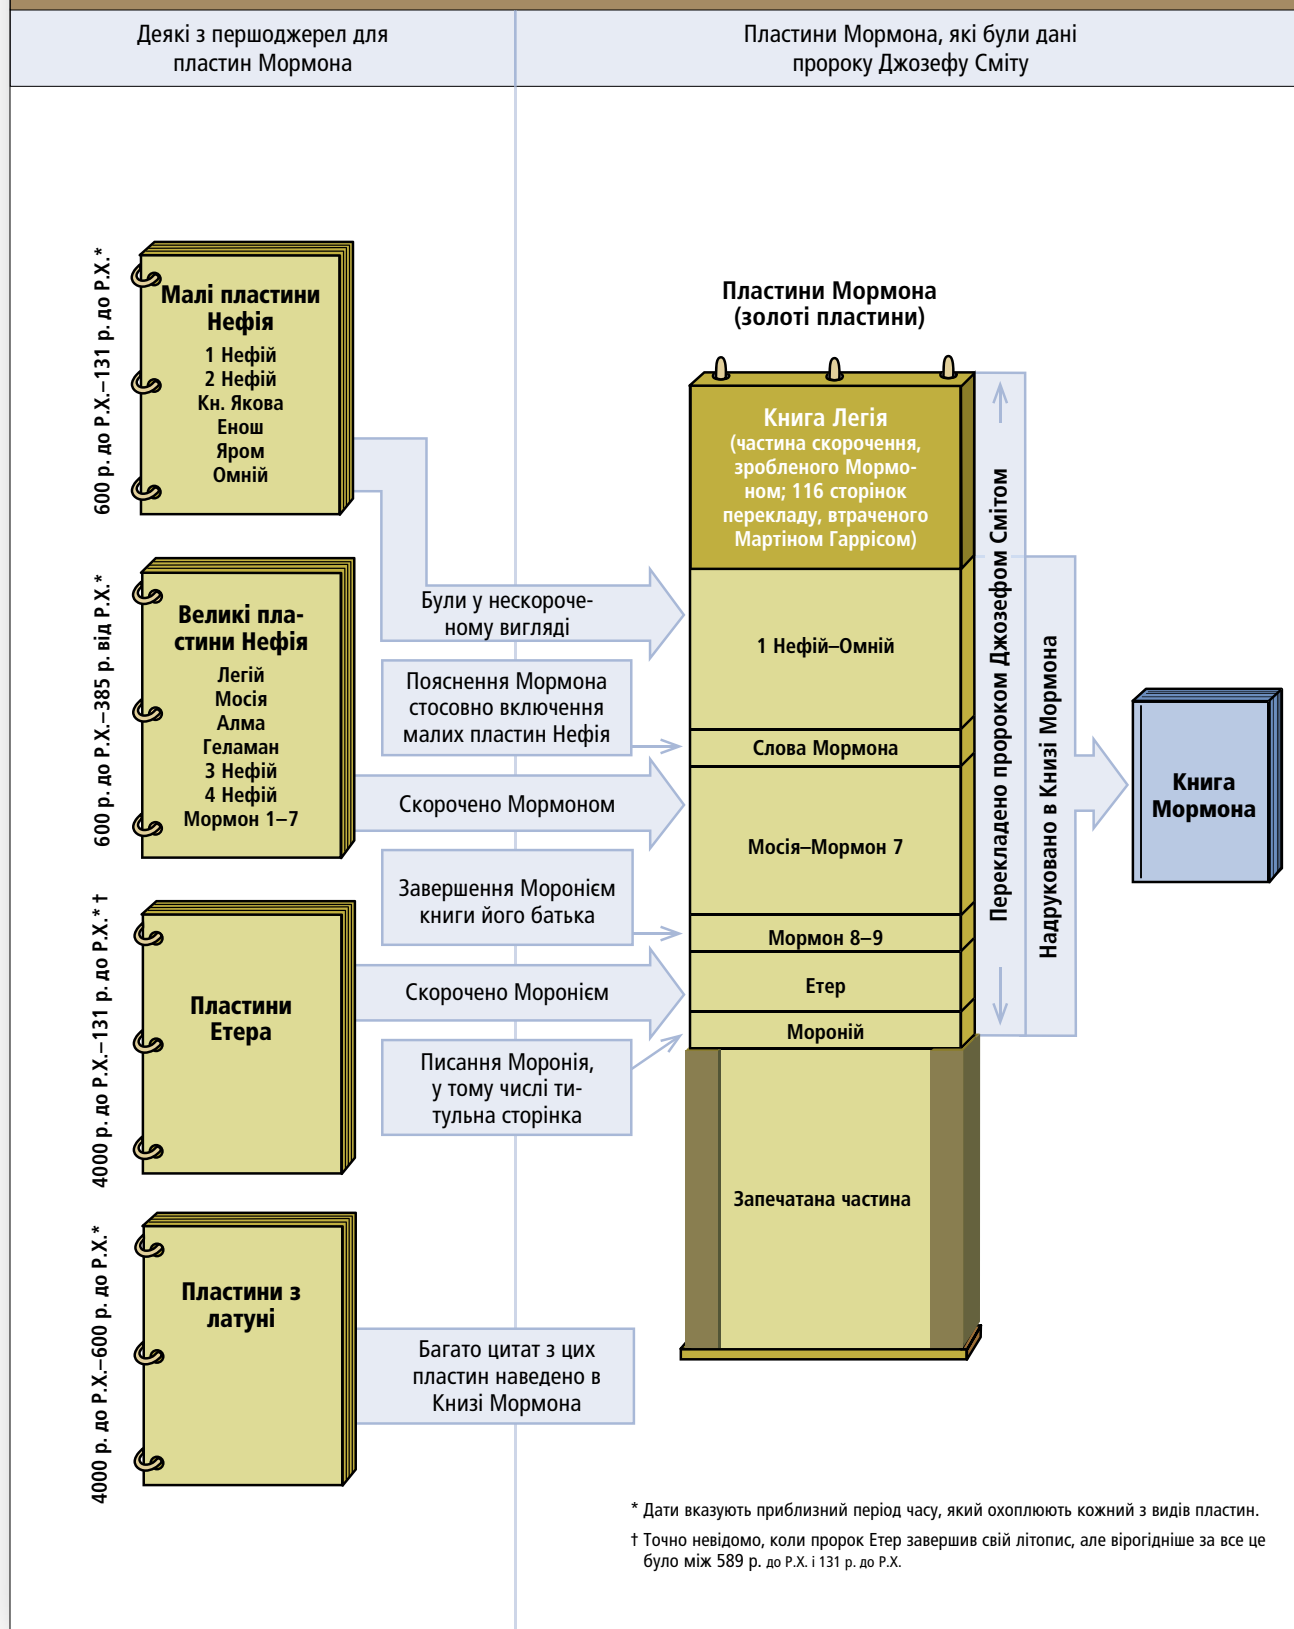 Деякі з першоджерел для
пластин Мормона
Пластини Мормона, які були дані
пророку Джозефу Сміту
600 р. до Р.Х.–131 р. до Р.Х.*
Малі пластини
Нефія
1 Нефій
2 Нефій
Кн. Якова
Енош
Яром
Омній
600 р. до Р.Х.–385 р. від Р.Х.*
Великі пла-
стини Нефія
Легій
Мосія
Алма
Геламан
3 Нефій
4 Нефій
Мормон 1–7
4000 р. до Р.Х.–131 р. до Р.Х.*†
Пластини
Етера
4000 р. до Р.Х.–600 р. до Р.Х.*
Пластини з
латуні
Були у нескороче-
ному вигляді
Пояснення Мормона
стосовно включення
малих пластин Нефія
Скорочено Мормоном
Завершення Моронієм
книги його батька
Скорочено Моронієм
Писання Моронія,
у тому числі ти-
тульна сторінка
Багато цитат з цих
пластин наведено в
Книзі Мормона
Пластини Мормона
(золоті пластини)
Книга Легія
(частина скорочення,
зробленого Мормо-
ном; 116 сторінок
перекладу, втраченого
Мартіном Гаррісом)
1 Нефій–Омній
Слова Мормона
Мосія–Мормон 7
Мормон 8–9
Етер
Мороній
Запечатана частина
Перекладено пророком Джозефом Смітом
Надруковано в Книзі Мормона
Книга
Мормона
* Дати вказують приблизний період часу, який охоплюють кожний з видів пластин.
† Точно невідомо, коли пророк Етер завершив свій літопис, але вірогідніше за все це
було між 589 р. до Р.Х. і 131 р. до Р.Х.